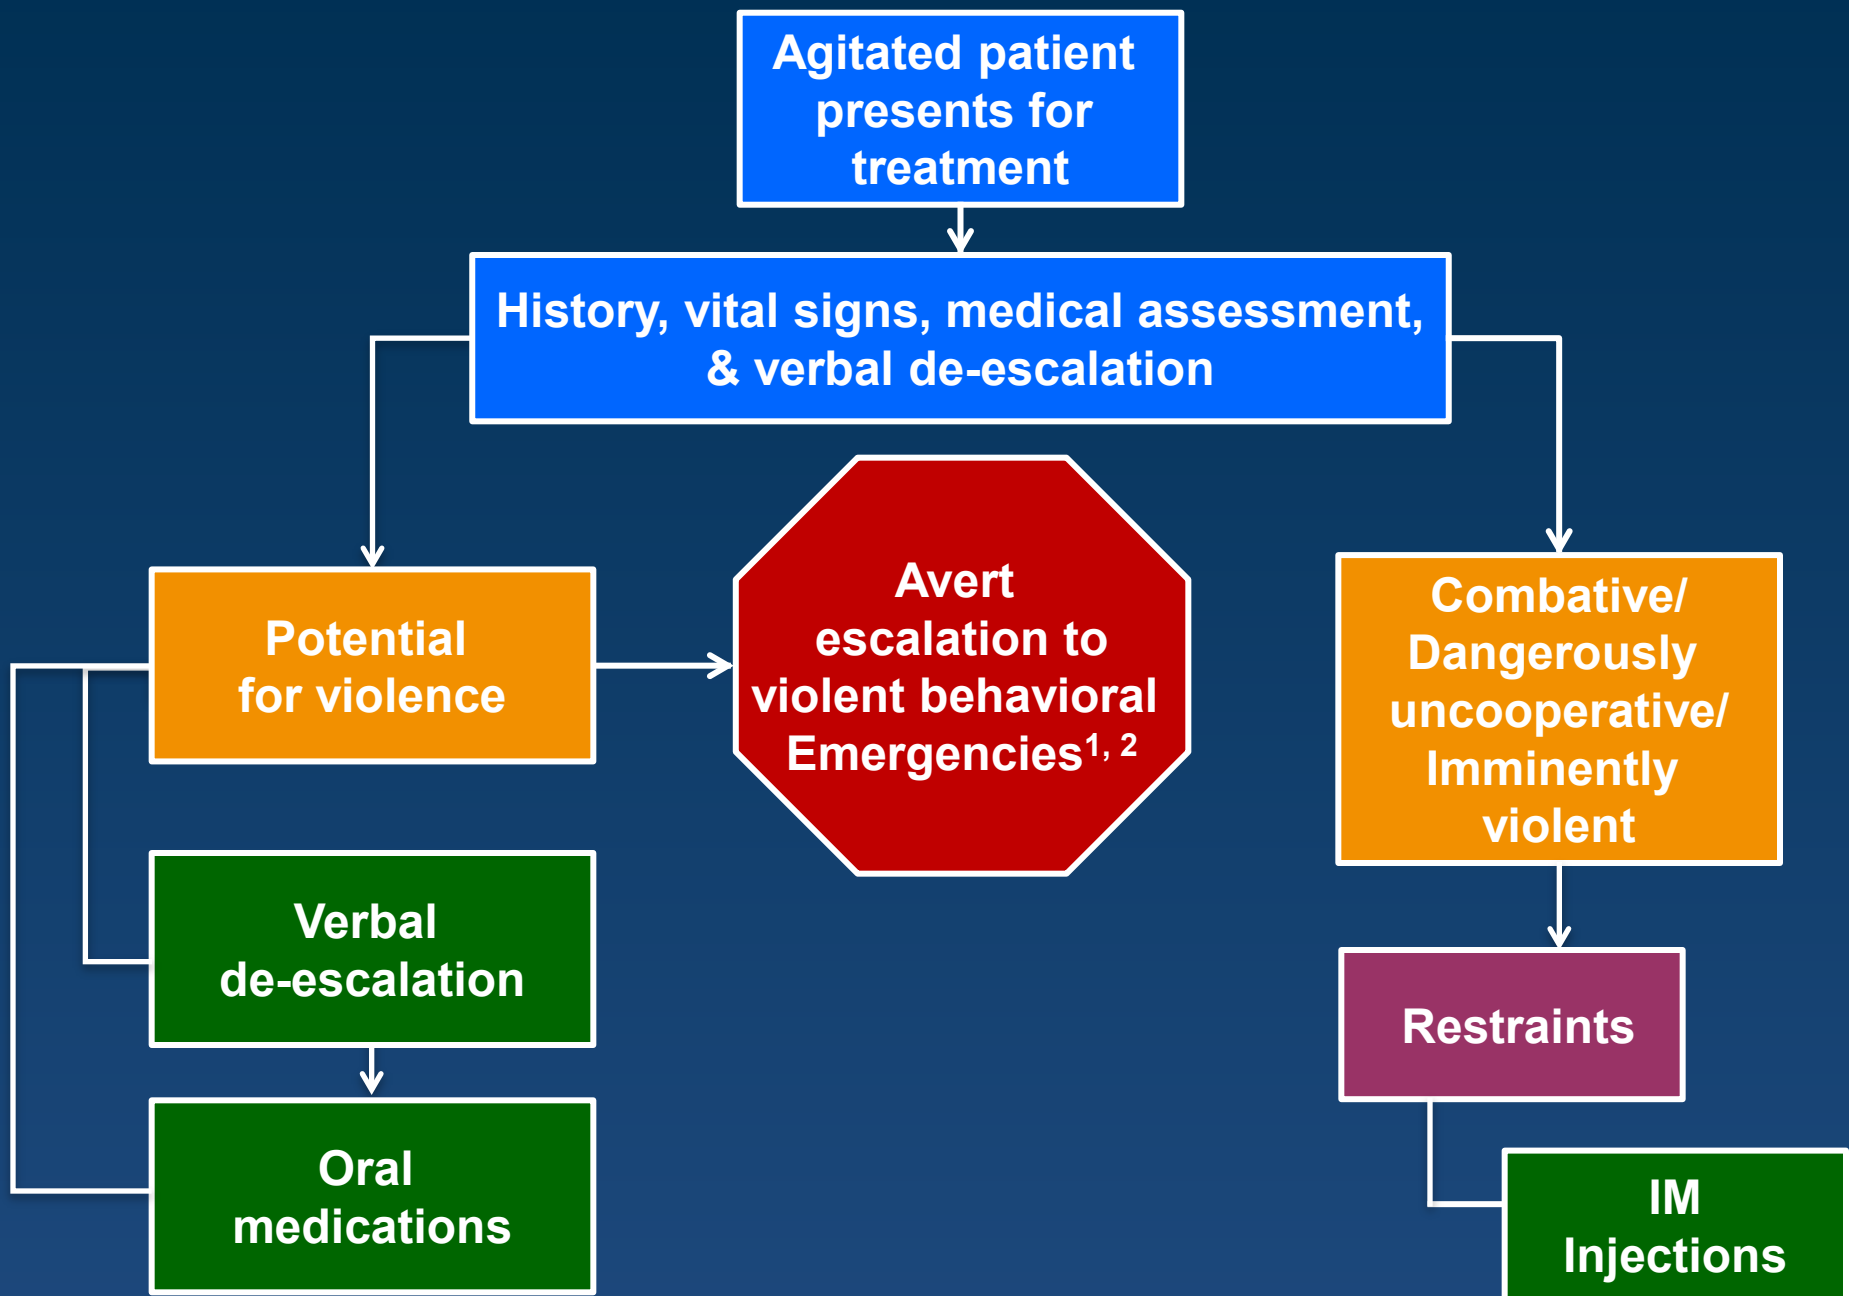 Agitated patient
presents for
treatment
History, vital signs, medical assessment,
& verbal de-escalation
Potential
for violence
Avert
escalation to
violent behavioral
Emergencies1, 2
Combative/
Dangerously
uncooperative/
Imminently
violent
Verbal
de-escalation
Restraints
Oral
medications
IM
Injections